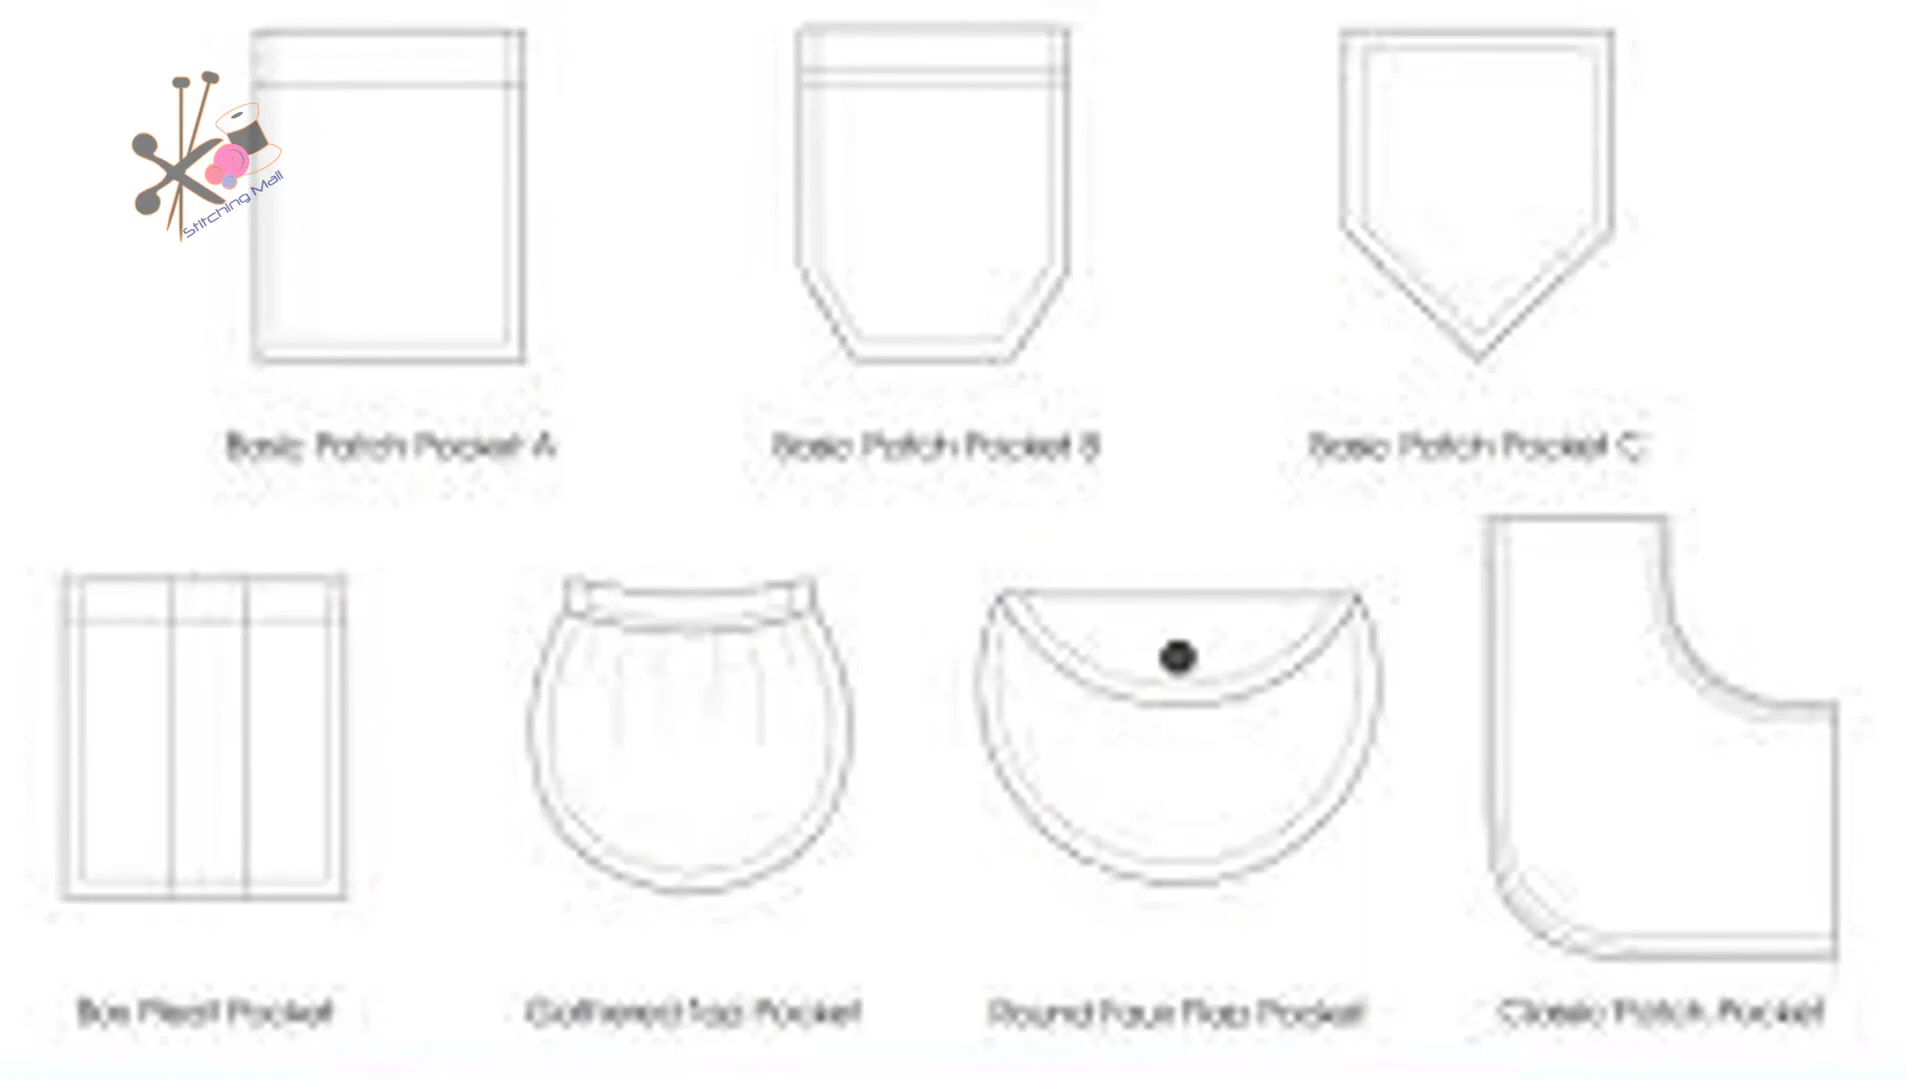 Stitching Mall
Basic Patch Pocket A
Basic Patch Pocket B
Basic Patch Pocket C
Box Pleat Pocket
Gathered Top Pocket
Round Faux Flap Pocket
Classic Patch Pocket